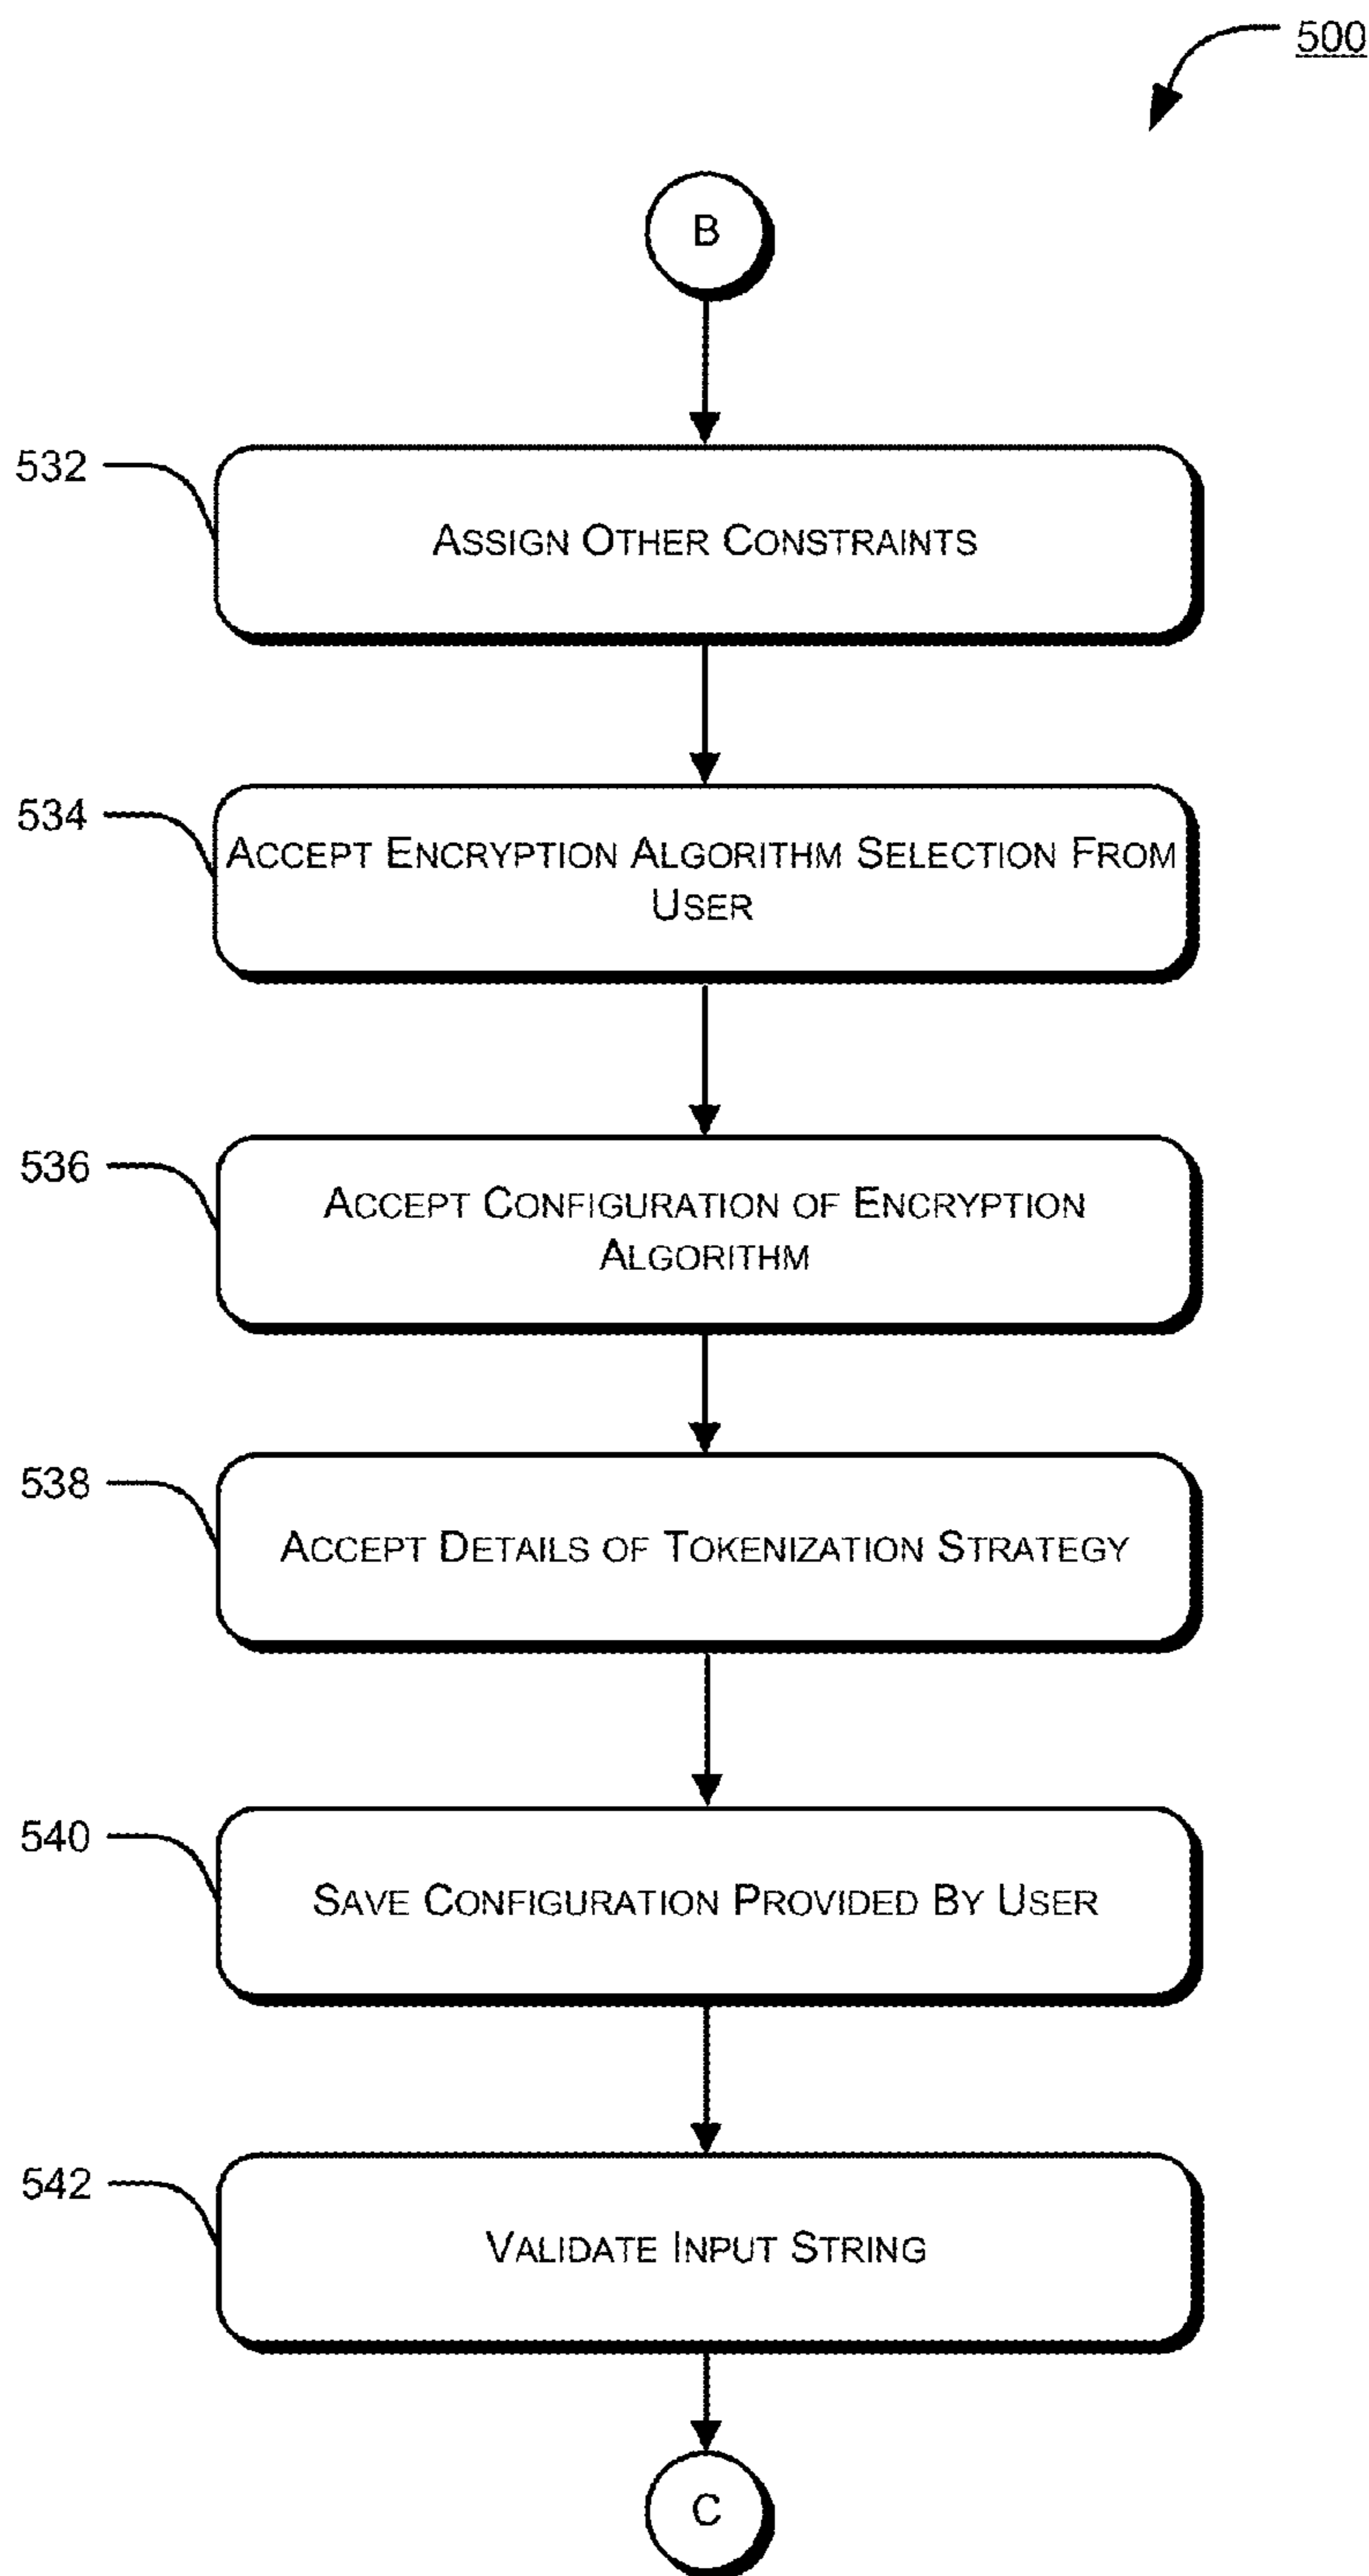 500
B
532
ASSIGN OTHER CONSTRAINTS
534
ACCEPT ENCRYPTION ALGORITHM SELECTION FROM
USER
536
ACCEPT CONFIGURATION OF ENCRYPTION
ALGORITHM
538
ACCEPT DETAILS OF TOKENIZATION STRATEGY
540
SAVE CONFIGURATION PROVIDED BY USER
542
VALIDATE INPUT STRING
C